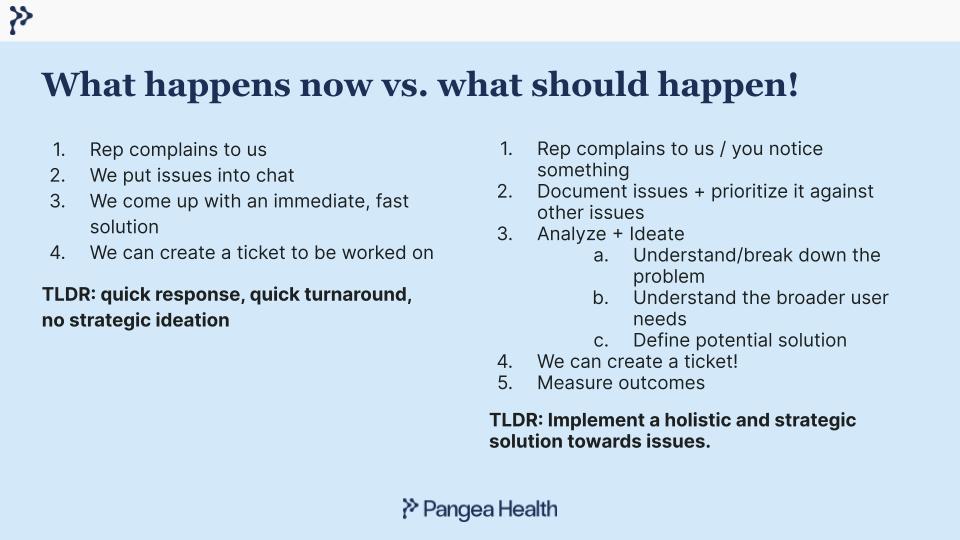 What happens now vs. what should happen!
1. Rep complains to us
2. We put issues into chat
3. We come up with an immediate, fast
solution
4. We can create a ticket to be worked on
TLDR: quick response, quick turnaround,
no strategic ideation
1. Rep complains to us / you notice
something
2. Document issues + prioritize it against
other issues
3. Analyze + Ideate
a. Understand/break down the
problem
b. Understand the broader user
needs
c. Define potential solution
4. We can create a ticket!
5. Measure outcomes
TLDR: Implement a holistic and strategic
solution towards issues.
Pangea Health